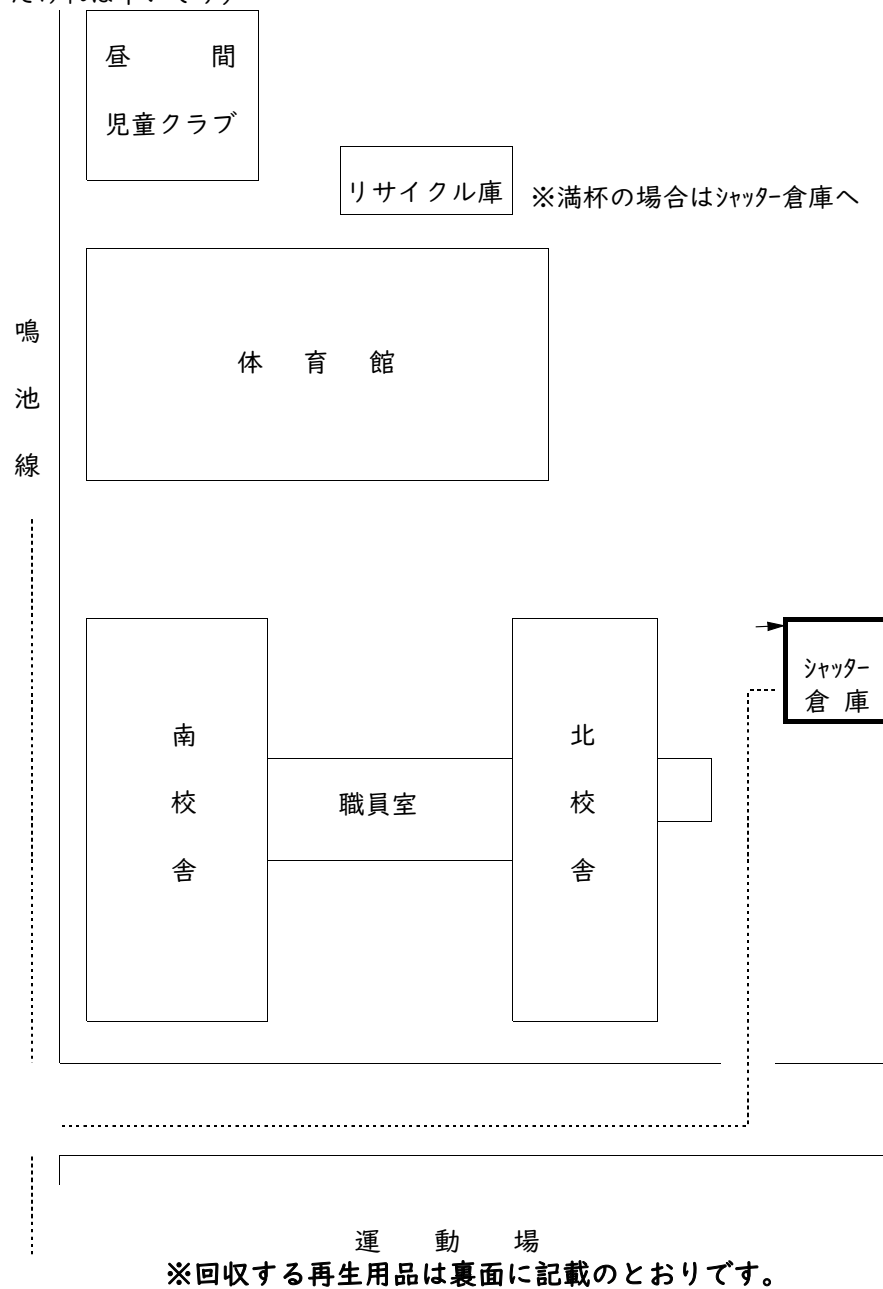 昼　間
児童クラブ
リサイクル庫
※満杯の場合はｼｬｯﾀｰ倉庫へ
鳴池線
体育館
ｼｬｯﾀｰ
倉庫
南校舎
職員室
北校舎
運動場
※回収する再生用品は裏面に記載のとおりです。